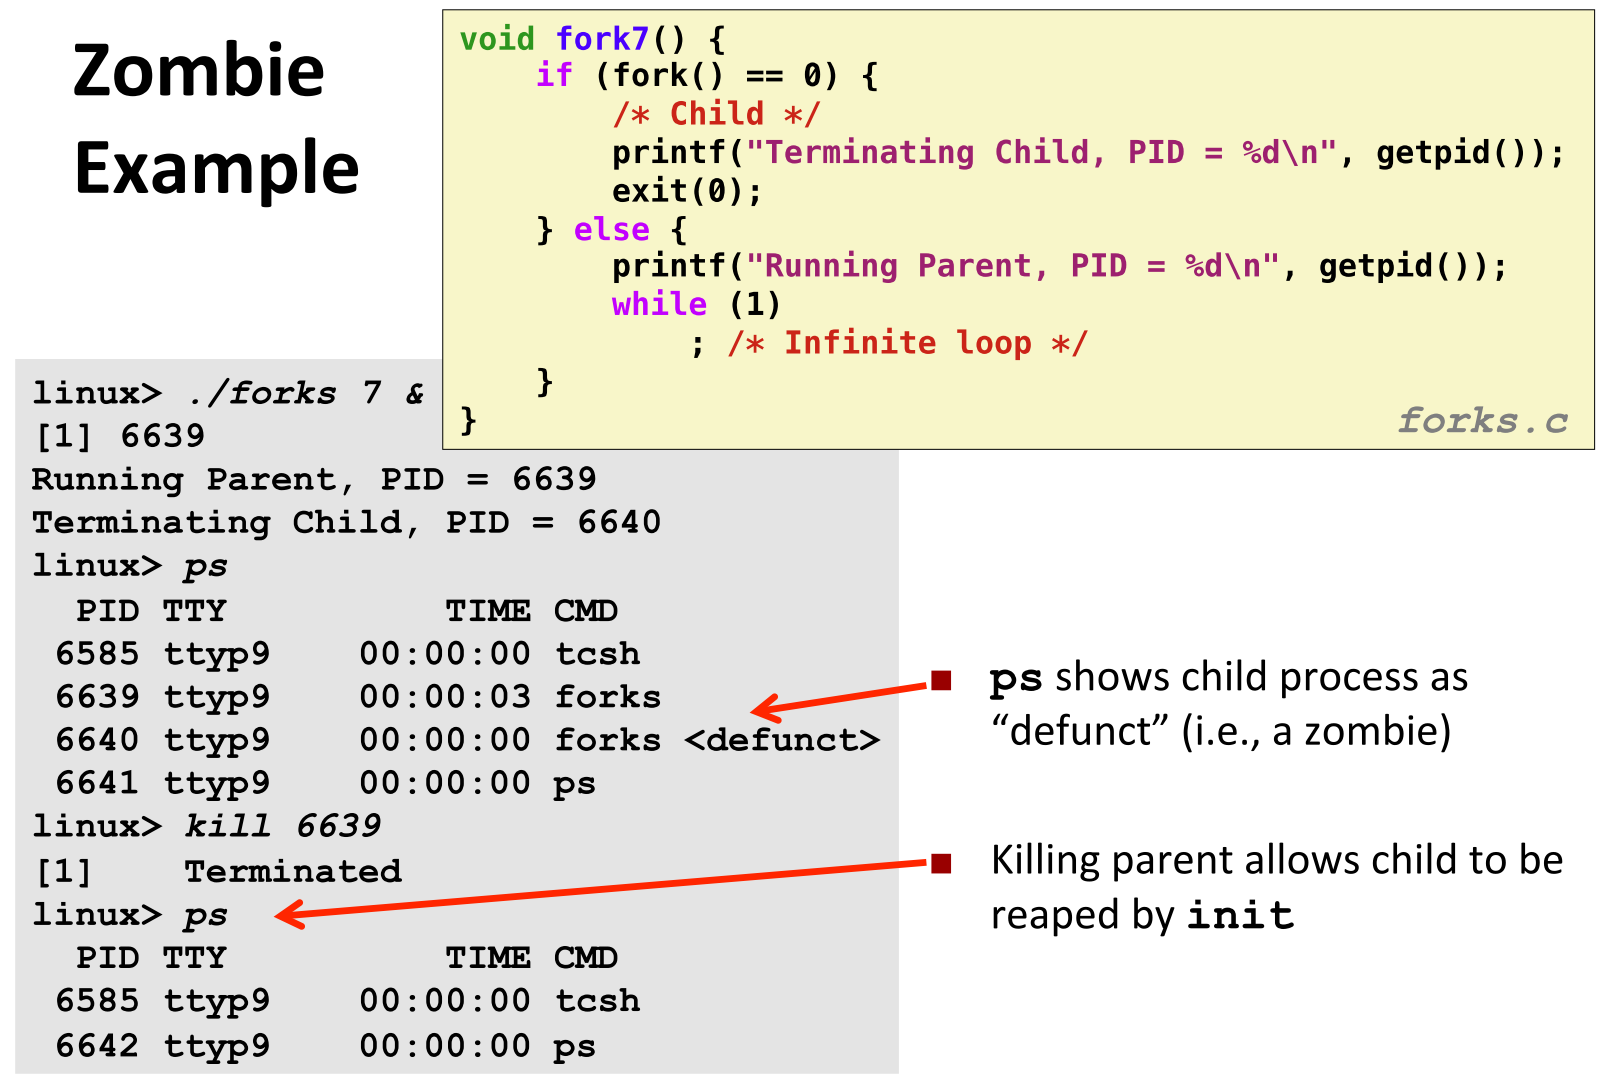 Zombie
Example
void fork7() {
    if (fork() == 0) {
        /* Child */
        printf("Terminating Child, PID = %d\n", getpid());
        exit(0);
    } else {
        printf("Running Parent, PID = %d\n", getpid());
        while (1)
            ; /* Infinite loop */
    }
}
forks.c
linux> ./forks 7 &
[1] 6639
Running Parent, PID = 6639
Terminating Child, PID = 6640
linux> ps
  PID TTY          TIME CMD
 6585 ttyp9    00:00:00 tcsh
 6639 ttyp9    00:00:03 forks
 6640 ttyp9    00:00:00 forks <defunct>
 6641 ttyp9    00:00:00 ps
linux> kill 6639
[1]    Terminated
linux> ps
  PID TTY          TIME CMD
 6585 ttyp9    00:00:00 tcsh
 6642 ttyp9    00:00:00 ps
ps shows child process as
“defunct” (i.e., a zombie)
Killing parent allows child to be
reaped by init